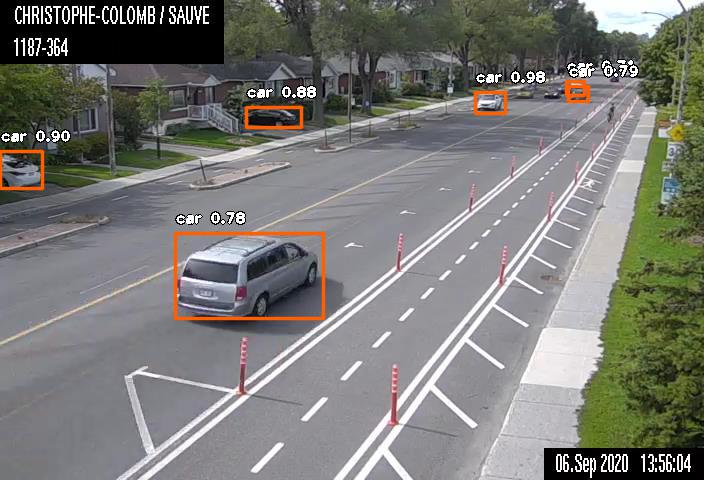 CHRISTOPHE-COLOMB / SAUVE
1187-364
car 0.98
car 0.79
car 0.88
car 0.90
car 0.78
06.Sep 2020 13:56:04